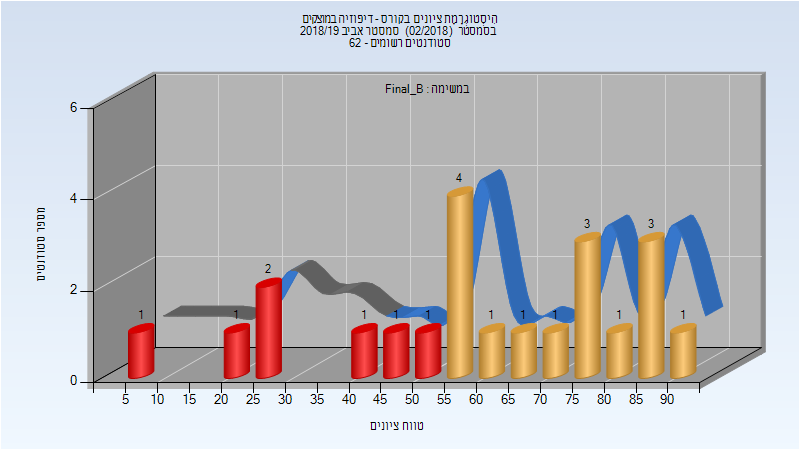 היסטוגרמת ציונים בקורס - דיפוזיה במוצקים
בסמסטר (02/2018) סמסטר אביב 2018/19
סטודנטים רשומים - 62
במשימה : Final_B
מספר סטודנטים
6
4
2
0
1 1 2 1 1 1 4 1 1 1 3 1 3 1
5 10 15 20 25 30 35 40 45 50 55 60 65 70 75 80 85 90
טווח ציונים